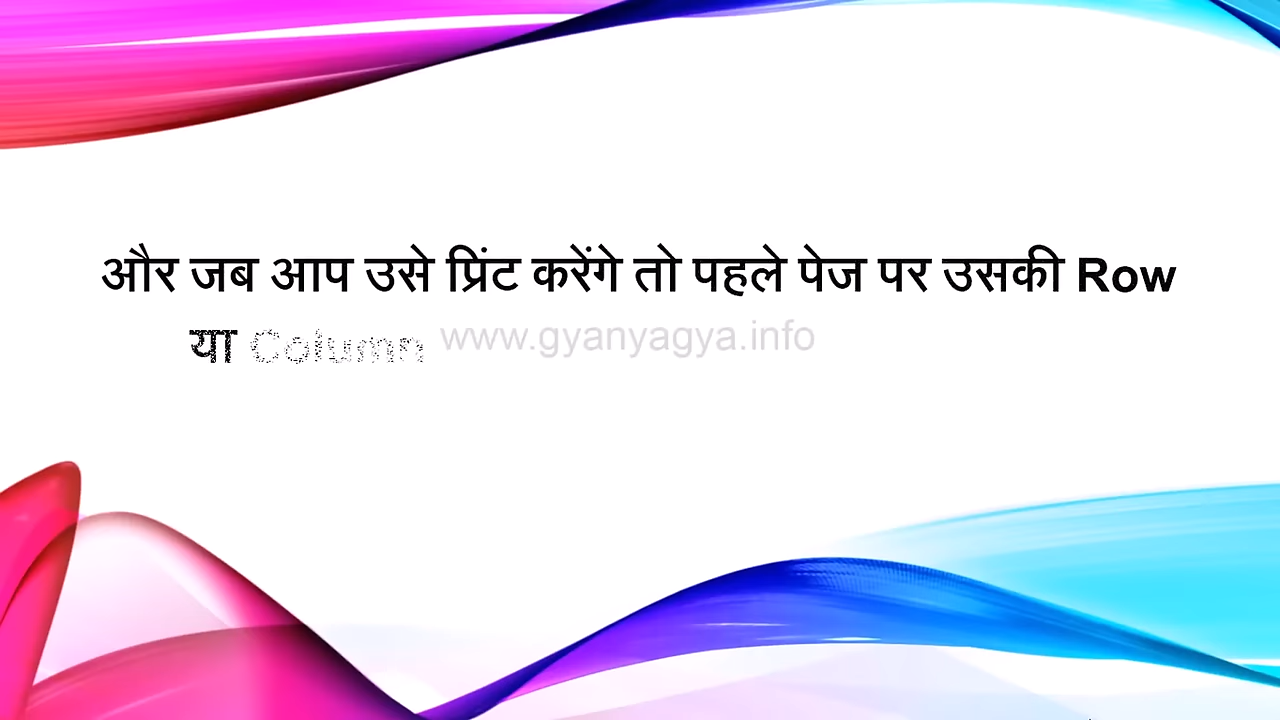 और जब आप उसे प्रिंट करेंगे तो पहले पेज पर उसकी Row
या Column
www.gyanyagya.info